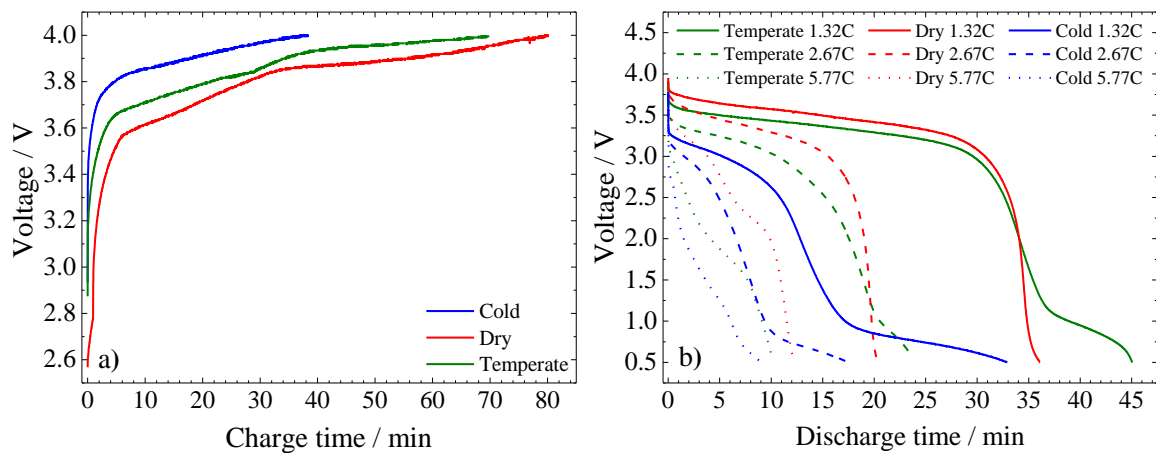 4.0
3.8
3.6
3.4
3.2
3.0
2.8
2.6
Voltage / V
0 10 20 30 40 50 60 70 80
Charge time / min
a)
Cold
Dry
Temperate
Temperate 1.32C Dry 1.32C Cold 1.32C
Temperate 2.67C Dry 2.67C Cold 2.67C
Temperate 5.77C Dry 5.77C Cold 5.77C
4.5
4.0
3.5
3.0
2.5
2.0
1.5
1.0
0.5
Voltage / V
b)
0 5 10 15 20 25 30 35 40 45
Discharge time / min